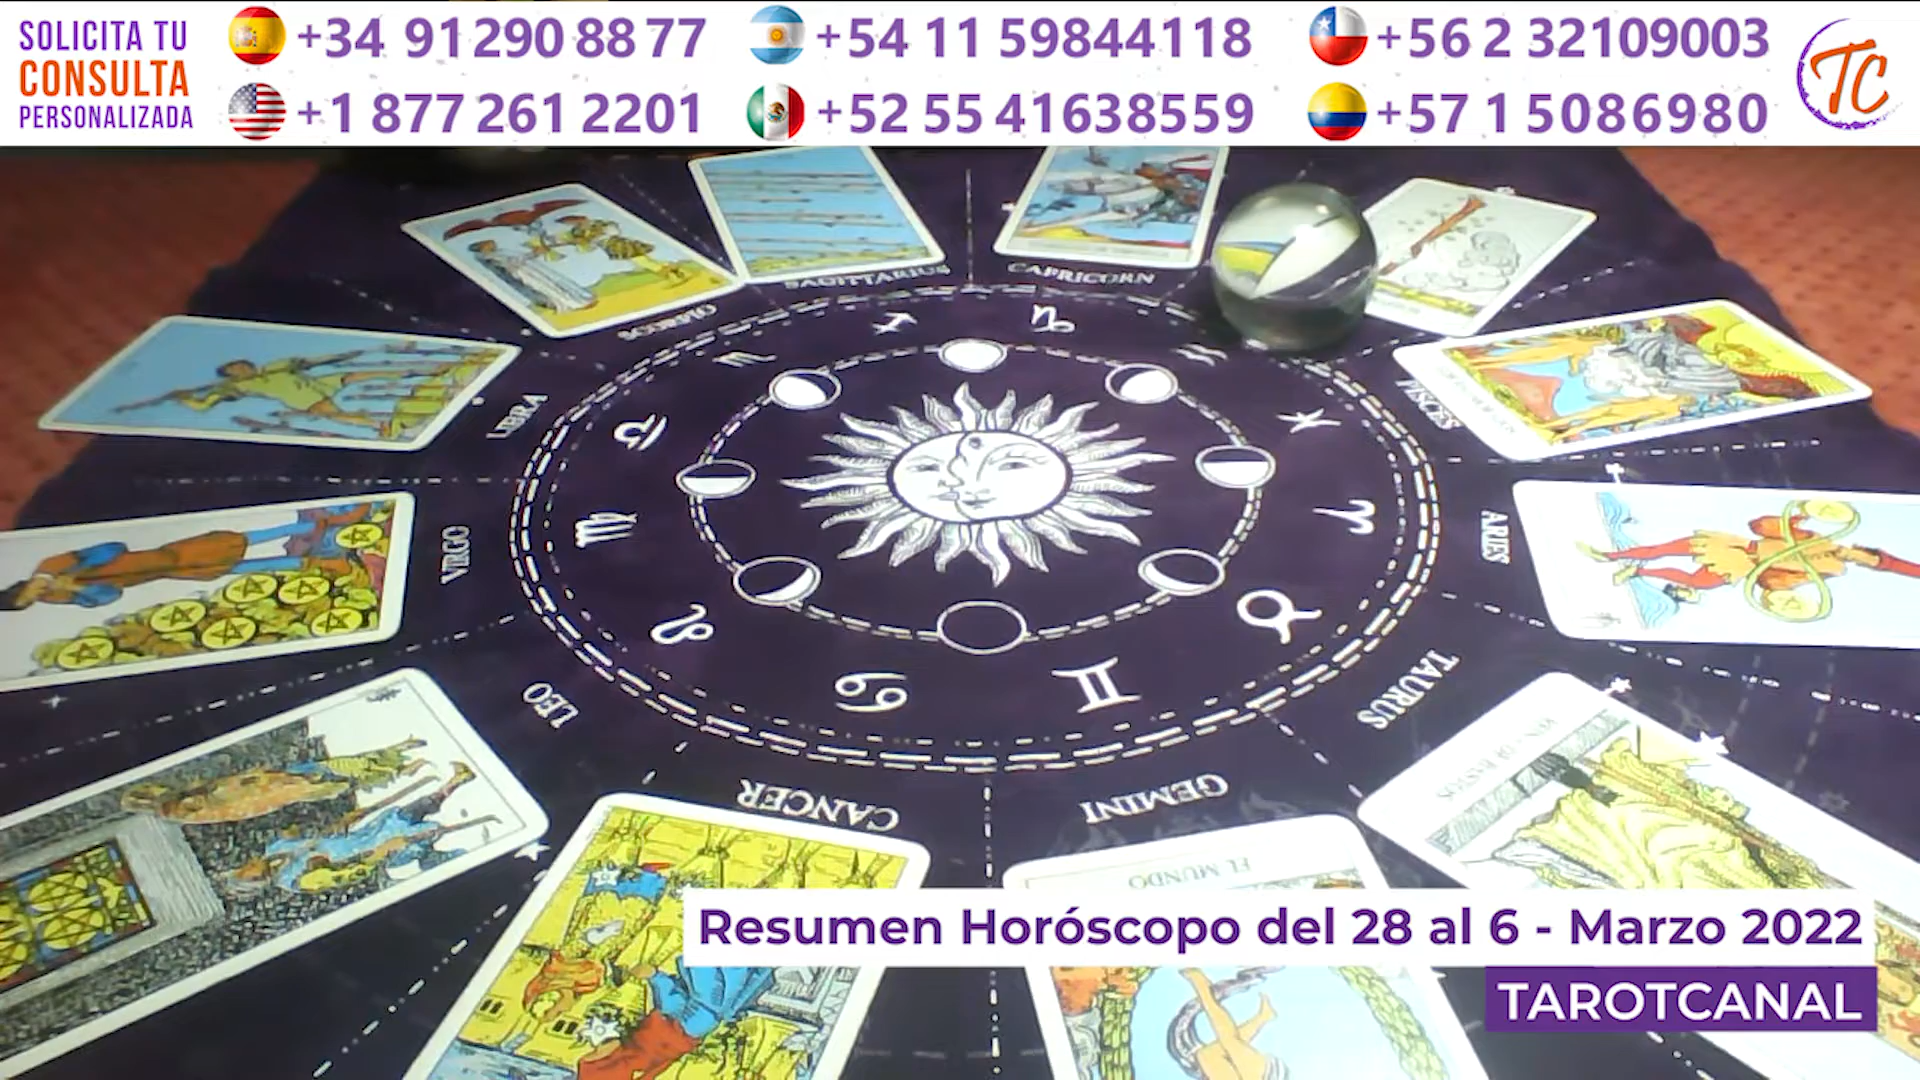 SOLICITA TU
CONSULTA
PERSONALIZADA
+34 91 290 88 77
+54 11 59844118
+56 2 32109003
+1 877 261 2201
+52 55 41638559
+57 1 5086980
TC
SAGITTARIUS
CAPRICORN
SCORPIO
PISCES
LIBRA
VIRGO
ARIES
LEO
TAURUS
CANCER
GEMINI
EL MUNDO
Resumen Horóscopo del 28 al 6 - Marzo 2022
TAROTCANAL